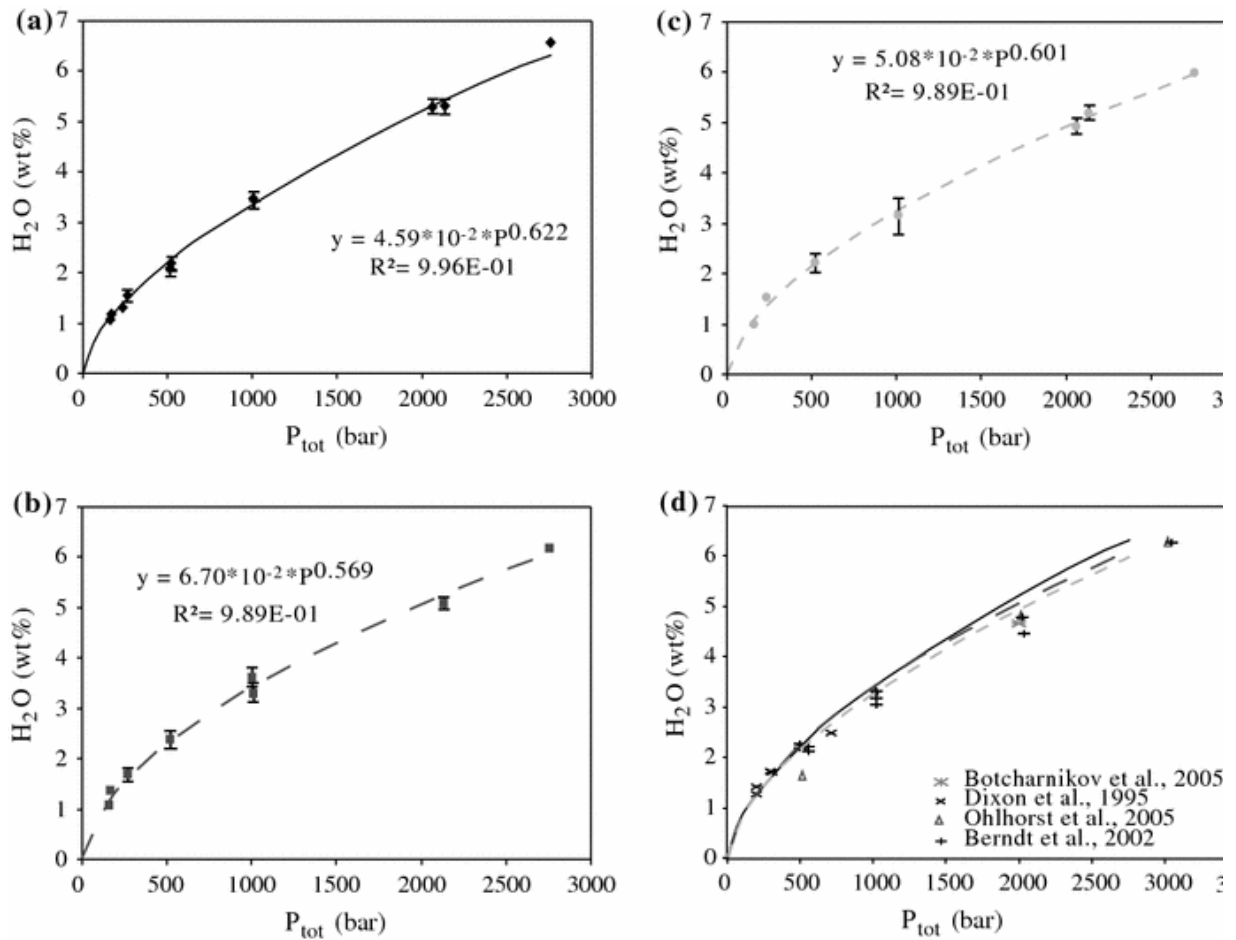 (a)
7
6
5
4
3
2
1
0
H₂O (wt%)
y = 4.59*10⁻²*P⁰·⁶²²
R²= 9.96E-01
0 500 1000 1500 2000 2500 3000
Pₜₒₜ (bar)
(c)
7
6
5
4
3
2
1
0
H₂O (wt%)
y = 5.08*10⁻²*P⁰·⁶⁰¹
R²= 9.89E-01
0 500 1000 1500 2000 2500 3
Pₜₒₜ (bar)
(b)
7
6
5
4
3
2
1
0
H₂O (wt%)
y = 6.70*10⁻²*P⁰·⁵⁶⁹
R²= 9.89E-01
0 500 1000 1500 2000 2500 3000
Pₜₒₜ (bar)
(d)
7
6
5
4
3
2
1
0
H₂O (wt%)
Botcharnikov et al., 2005
Dixon et al., 1995
Ohlhorst et al., 2005
Berndt et al., 2002
0 500 1000 1500 2000 2500 3000 3
Pₜₒₜ (bar)